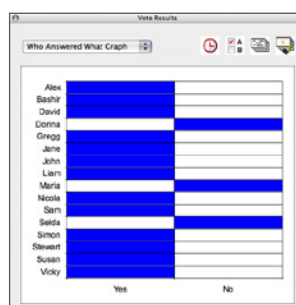 Vote Results
Who Answered What Graph
A
B
Alex
Bashir
David
Dorina
Gregg
Jane
John
Liam
Maria
Nicola
Sam
Selda
Simon
Stewart
Susan
Vicky
Yes No